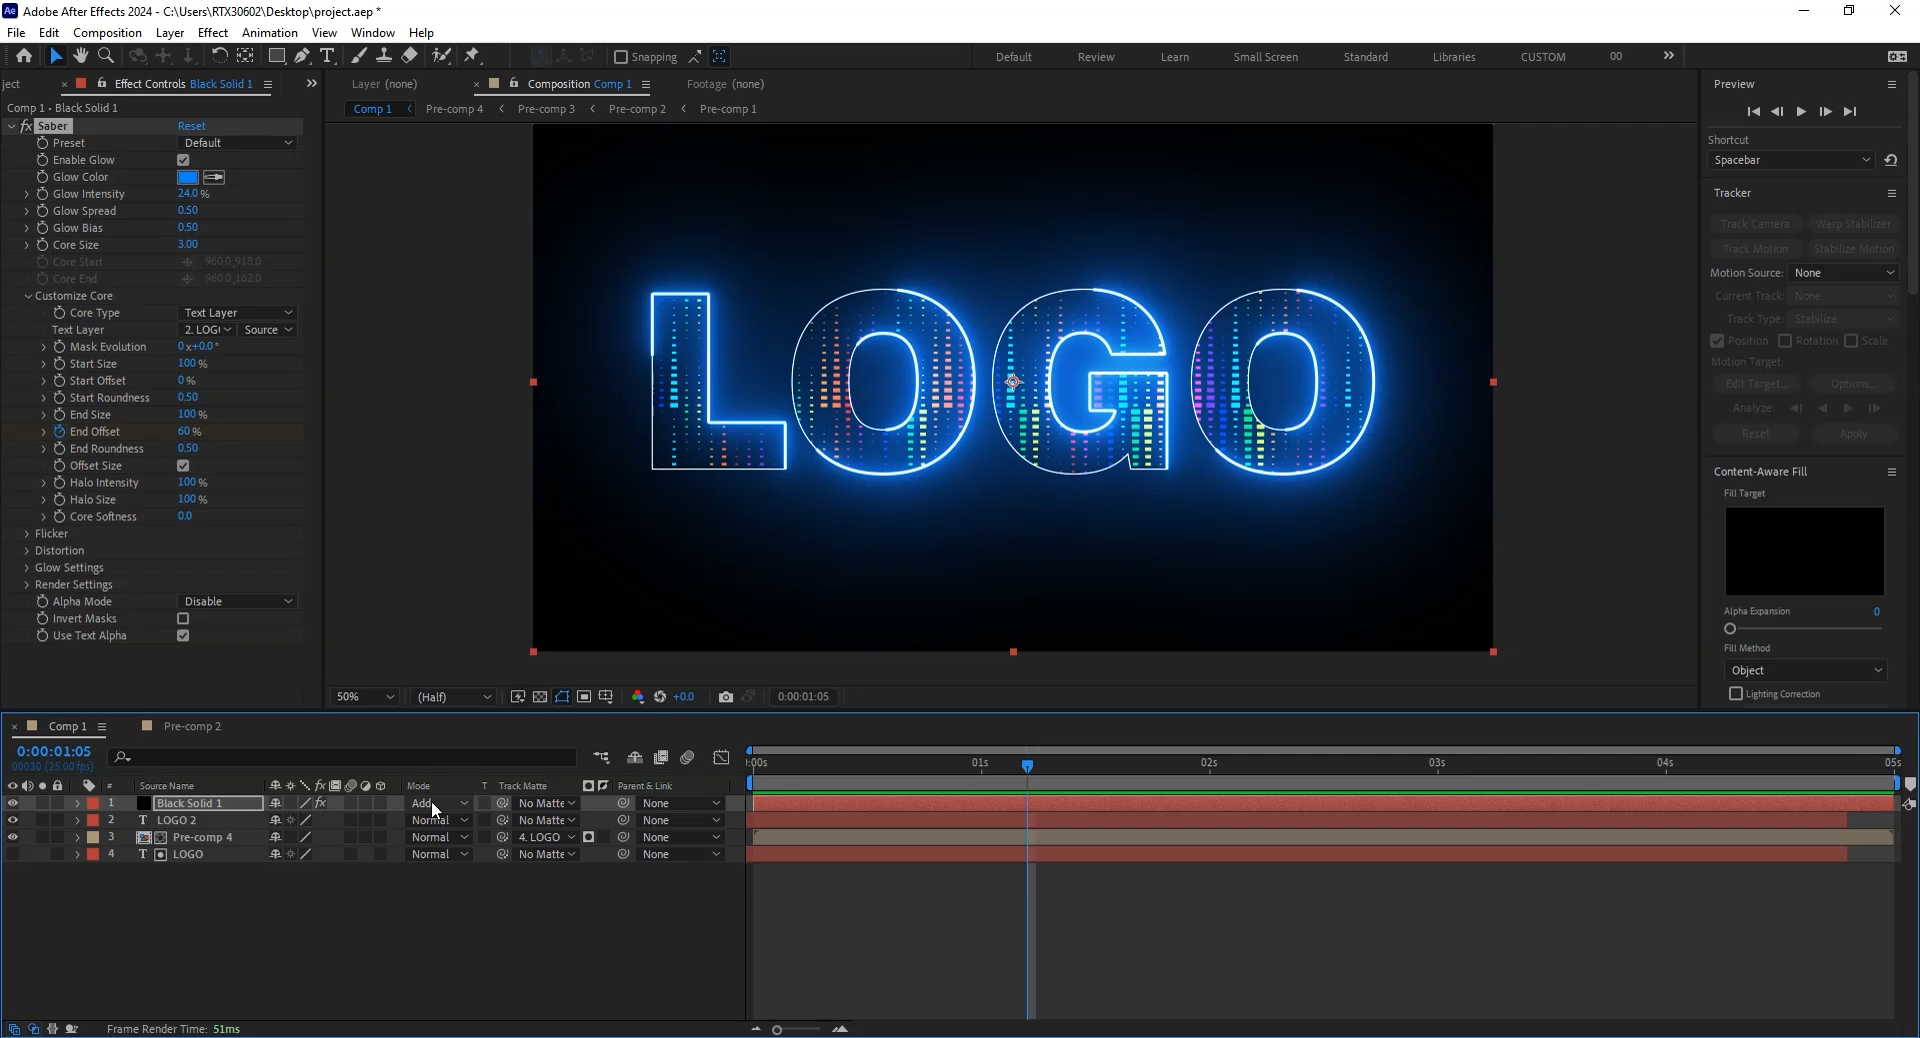 Adobe After Effects 2024 - C:\Users\RTX30602\Desktop\project.aep *
File Edit Composition Layer Effect Animation View Window Help
Snapping Default Review Learn Small Screen Standard Libraries CUSTOM 00
ject Effect Controls Black Solid 1 Layer (none) Composition Comp 1 Footage (none) Preview
Comp 1 • Black Solid 1 Comp 1 Pre-comp 4 Pre-comp 3 Pre-comp 2 Pre-comp 1
fx Saber Reset
Preset Default
Enable Glow
Glow Color
Glow Intensity 24.0 %
Glow Spread 0.50
Glow Bias 0.50
Core Size 3.00
Core Start 960.0,918.0
Core End 960.0,162.0
Customize Core
Core Type Text Layer
Text Layer 2. LOG Source
Mask Evolution 0x+0.0°
Start Size 100 %
Start Offset 0 %
Start Roundness 0.50
End Size 100 %
End Offset 60 %
End Roundness 0.50
Offset Size
Halo Intensity 100 %
Halo Size 100 %
Core Softness 0.0
Flicker
Distortion
Glow Settings
Render Settings
Alpha Mode Disable
Invert Masks
Use Text Alpha
LOGO
50% (Half) +0.0 0:00:01:05
Shortcut
Spacebar
Tracker
Track Camera Warp Stabilizer
Track Motion Stabilize Motion
Motion Source: None
Current Track: None
Track Type: Stabilize
Position Rotation Scale
Motion Target:
Edit Target... Options...
Analyze:
Reset Apply
Content-Aware Fill
Fill Target
Alpha Expansion 0
Fill Method
Object
Lighting Correction
Comp 1 Pre-comp 2
0:00:01:05
00030 (25.00 fps) :00s 01s 02s 03s 04s 05s
# Source Name fx Mode T Track Matte Parent & Link
1 Black Solid 1 fx Add No Matte None
2 T LOGO 2 Normal No Matte None
3 Pre-comp 4 Normal 4. LOGO None
4 T LOGO Normal No Matte None
Frame Render Time: 51ms